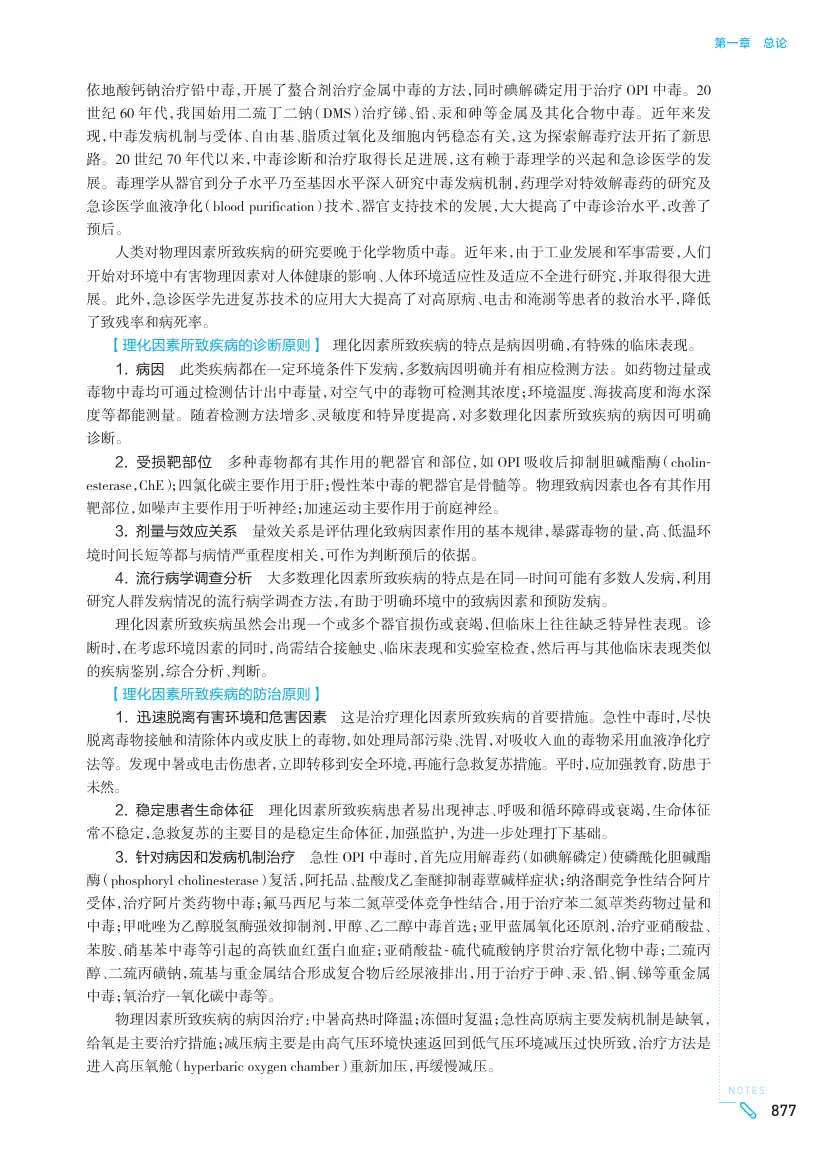 第一章　总论
依地酸钙钠治疗铅中毒，开展了螯合剂治疗金属中毒的方法，同时碘解磷定用于治疗 OPI 中毒。20
世纪 60 年代，我国始用二巯丁二钠（DMS）治疗锑、铅、汞和砷等金属及其化合物中毒。近年来发
现，中毒发病机制与受体、自由基、脂质过氧化及细胞内钙稳态有关，这为探索解毒疗法开拓了新思
路。20 世纪 70 年代以来，中毒诊断和治疗取得长足进展，这有赖于毒理学的兴起和急诊医学的发
展。毒理学从器官到分子水平乃至基因水平深入研究中毒发病机制，药理学对特效解毒药的研究及
急诊医学血液净化（blood purification）技术、器官支持技术的发展，大大提高了中毒诊治水平，改善了
预后。
人类对物理因素所致疾病的研究要晚于化学物质中毒。近年来，由于工业发展和军事需要，人们
开始对环境中有害物理因素对人体健康的影响、人体环境适应性及适应不全进行研究，并取得很大进
展。此外，急诊医学先进复苏技术的应用大大提高了对高原病、电击和淹溺等患者的救治水平，降低
了致残率和病死率。
【理化因素所致疾病的诊断原则】 理化因素所致疾病的特点是病因明确，有特殊的临床表现。
1. 病因　此类疾病都在一定环境条件下发病，多数病因明确并有相应检测方法。如药物过量或
毒物中毒均可通过检测估计出中毒量，对空气中的毒物可检测其浓度；环境温度、海拔高度和海水深
度等都能测量。随着检测方法增多、灵敏度和特异度提高，对多数理化因素所致疾病的病因可明确
诊断。
2. 受损靶部位　多种毒物都有其作用的靶器官和部位，如 OPI 吸收后抑制胆碱酯酶（cholin-
esterase，ChE）；四氯化碳主要作用于肝；慢性苯中毒的靶器官是骨髓等。物理致病因素也各有其作用
靶部位，如噪声主要作用于听神经；加速运动主要作用于前庭神经。
3. 剂量与效应关系　量效关系是评估理化致病因素作用的基本规律，暴露毒物的量，高、低温环
境时间长短等都与病情严重程度相关，可作为判断预后的依据。
4. 流行病学调查分析　大多数理化因素所致疾病的特点是在同一时间可能有多数人发病，利用
研究人群发病情况的流行病学调查方法，有助于明确环境中的致病因素和预防发病。
理化因素所致疾病虽然会出现一个或多个器官损伤或衰竭，但临床上往往缺乏特异性表现。诊
断时，在考虑环境因素的同时，尚需结合接触史、临床表现和实验室检查，然后再与其他临床表现类似
的疾病鉴别，综合分析、判断。
【理化因素所致疾病的防治原则】
1. 迅速脱离有害环境和危害因素　这是治疗理化因素所致疾病的首要措施。急性中毒时，尽快
脱离毒物接触和清除体内或皮肤上的毒物，如处理局部污染、洗胃，对吸收入血的毒物采用血液净化疗
法等。发现中暑或电击伤患者，立即转移到安全环境，再施行急救复苏措施。平时，应加强教育，防患于
未然。
2. 稳定患者生命体征　理化因素所致疾病患者易出现神志、呼吸和循环障碍或衰竭，生命体征
常不稳定，急救复苏的主要目的是稳定生命体征，加强监护，为进一步处理打下基础。
3. 针对病因和发病机制治疗　急性 OPI 中毒时，首先应用解毒药（如碘解磷定）使磷酰化胆碱酯
酶（phosphoryl cholinesterase）复活，阿托品、盐酸戊乙奎醚抑制毒蕈碱样症状；纳洛酮竞争性结合阿片
受体，治疗阿片类药物中毒；氟马西尼与苯二氮䓬受体竞争性结合，用于治疗苯二氮䓬类药物过量和
中毒；甲吡唑为乙醇脱氢酶强效抑制剂，甲醇、乙二醇中毒首选；亚甲蓝属氧化还原剂，治疗亚硝酸盐、
苯胺、硝基苯中毒等引起的高铁血红蛋白血症；亚硝酸盐-硫代硫酸钠序贯治疗氰化物中毒；二巯丙
醇、二巯丙磺钠，巯基与重金属结合形成复合物后经尿液排出，用于治疗于砷、汞、铅、铜、锑等重金属
中毒；氧治疗一氧化碳中毒等。
物理因素所致疾病的病因治疗：中暑高热时降温；冻僵时复温；急性高原病主要发病机制是缺氧，
给氧是主要治疗措施；减压病主要是由高气压环境快速返回到低气压环境减压过快所致，治疗方法是
进入高压氧舱（hyperbaric oxygen chamber）重新加压，再缓慢减压。
NOTES
877